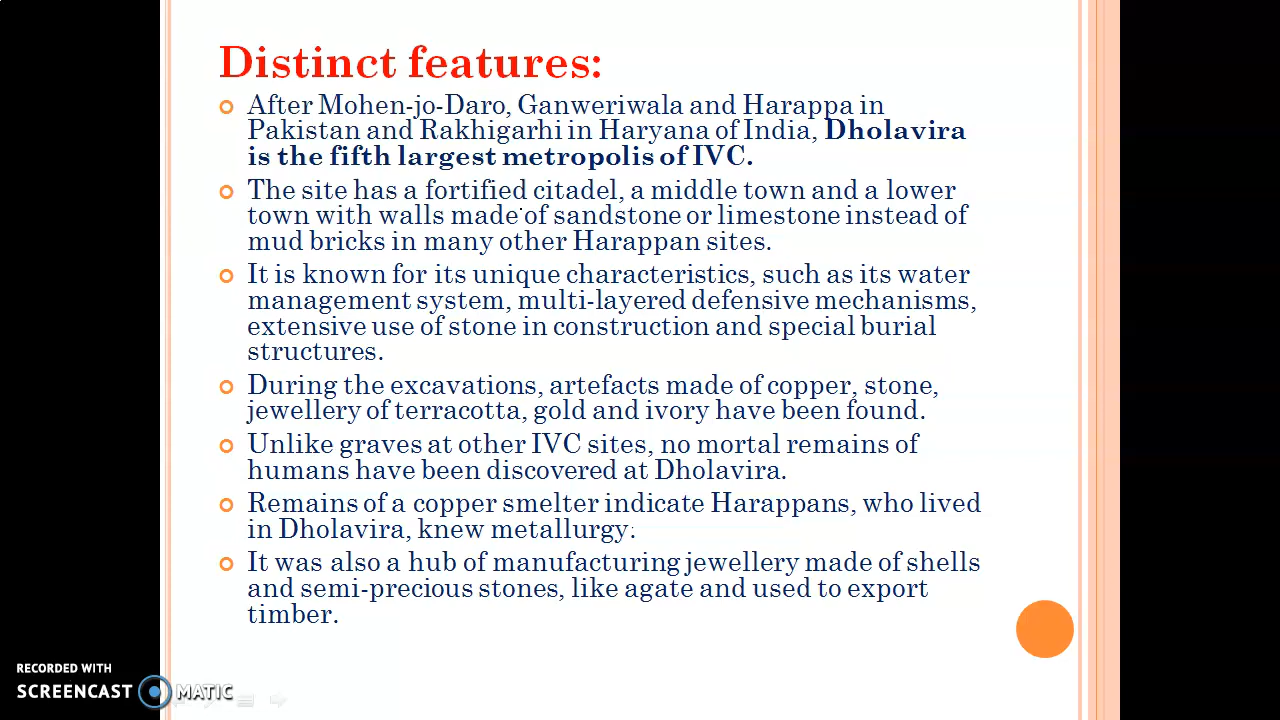 Distinct features:
After Mohen-jo-Daro, Ganweriwala and Harappa in
Pakistan and Rakhigarhi in Haryana of India, Dholavira
is the fifth largest metropolis of IVC.
The site has a fortified citadel, a middle town and a lower
town with walls made of sandstone or limestone instead of
mud bricks in many other Harappan sites.
It is known for its unique characteristics, such as its water
management system, multi-layered defensive mechanisms,
extensive use of stone in construction and special burial
structures.
During the excavations, artefacts made of copper, stone,
jewellery of terracotta, gold and ivory have been found.
Unlike graves at other IVC sites, no mortal remains of
humans have been discovered at Dholavira.
Remains of a copper smelter indicate Harappans, who lived
in Dholavira, knew metallurgy.
It was also a hub of manufacturing jewellery made of shells
and semi-precious stones, like agate and used to export
timber.
RECORDED WITH
SCREENCAST MATIC